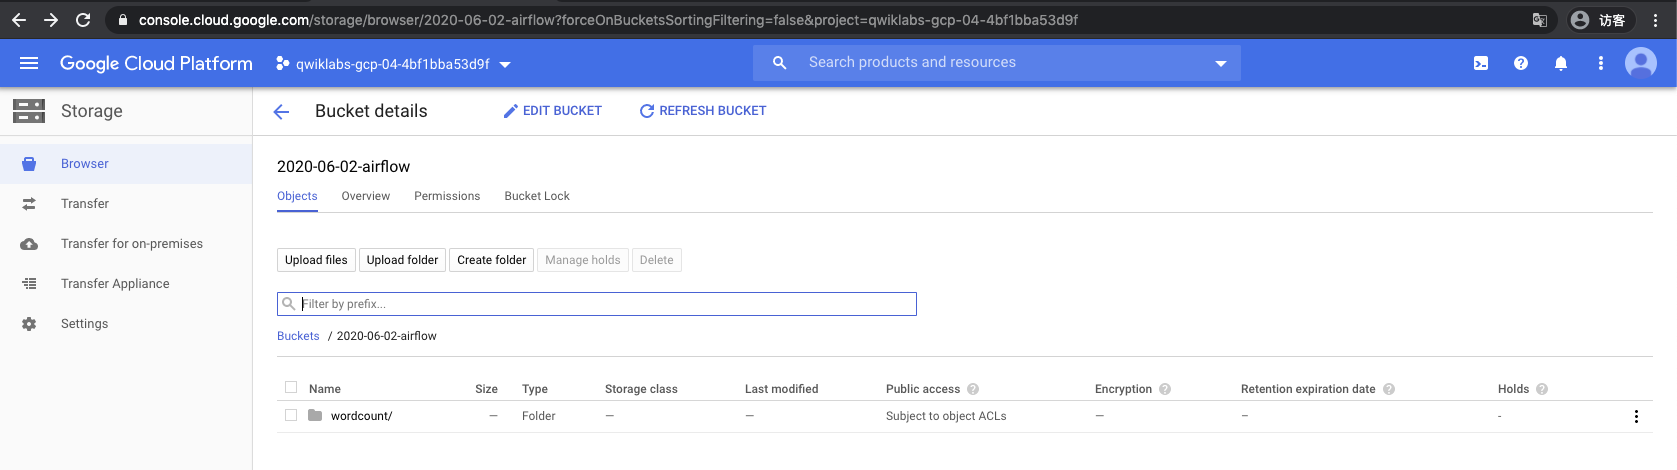 console.cloud.google.com/storage/browser/2020-06-02-airflow?forceOnBucketsSortingFiltering=false&project=qwiklabs-gcp-04-4bf1bba53d9f 访客
Google Cloud Platform qwiklabs-gcp-04-4bf1bba53d9f Search products and resources
Storage Bucket details EDIT BUCKET REFRESH BUCKET
Browser
Transfer
Transfer for on-premises
Transfer Appliance
Settings
2020-06-02-airflow
Objects Overview Permissions Bucket Lock
Upload files Upload folder Create folder Manage holds Delete
Filter by prefix...
Buckets / 2020-06-02-airflow
Name Size Type Storage class Last modified Public access Encryption Retention expiration date Holds
wordcount/ — Folder — — Subject to object ACLs — – -